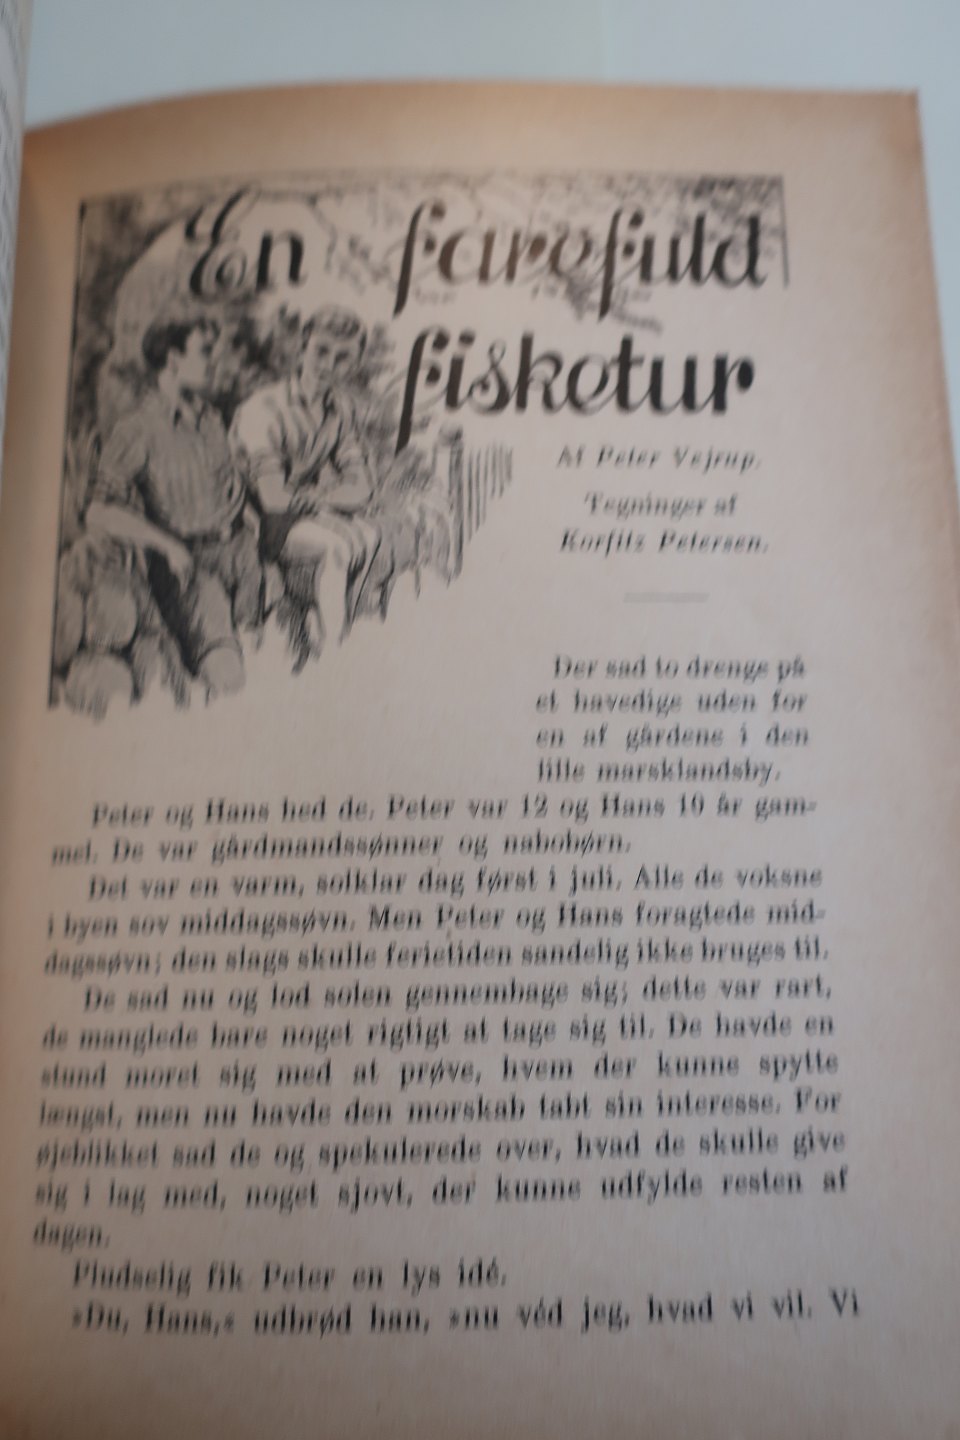 En farefuld
fisketur
Af Peter Vejrup.
Tegninger af
Korfitz Petersen.
Der sad to drenge på
et havedige uden for
en af gårdene i den
lille marsklandsby.
Peter og Hans hed de. Peter var 12 og Hans 10 år gam-
mel. De var gårdmandssønner og nabobørn.
Det var en varm, solklar dag først i juli. Alle de voksne
i byen sov middagssøvn. Men Peter og Hans foragtede mid-
dagssøvn; den slags skulle ferietiden sandelig ikke bruges til.
De sad nu og lod solen gennembage sig; dette var rart,
de manglede bare noget rigtigt at tage sig til. De havde en
stund moret sig med at prøve, hvem der kunne spytte
længst, men nu havde den morskab tabt sin interesse. For
øjeblikket sad de og spekulerede over, hvad de skulle give
sig i lag med, noget sjovt, der kunne udfylde resten af
dagen.
Pludselig fik Peter en lys idé.
»Du, Hans,« udbrød han, »nu véd jeg, hvad vi vil. Vi